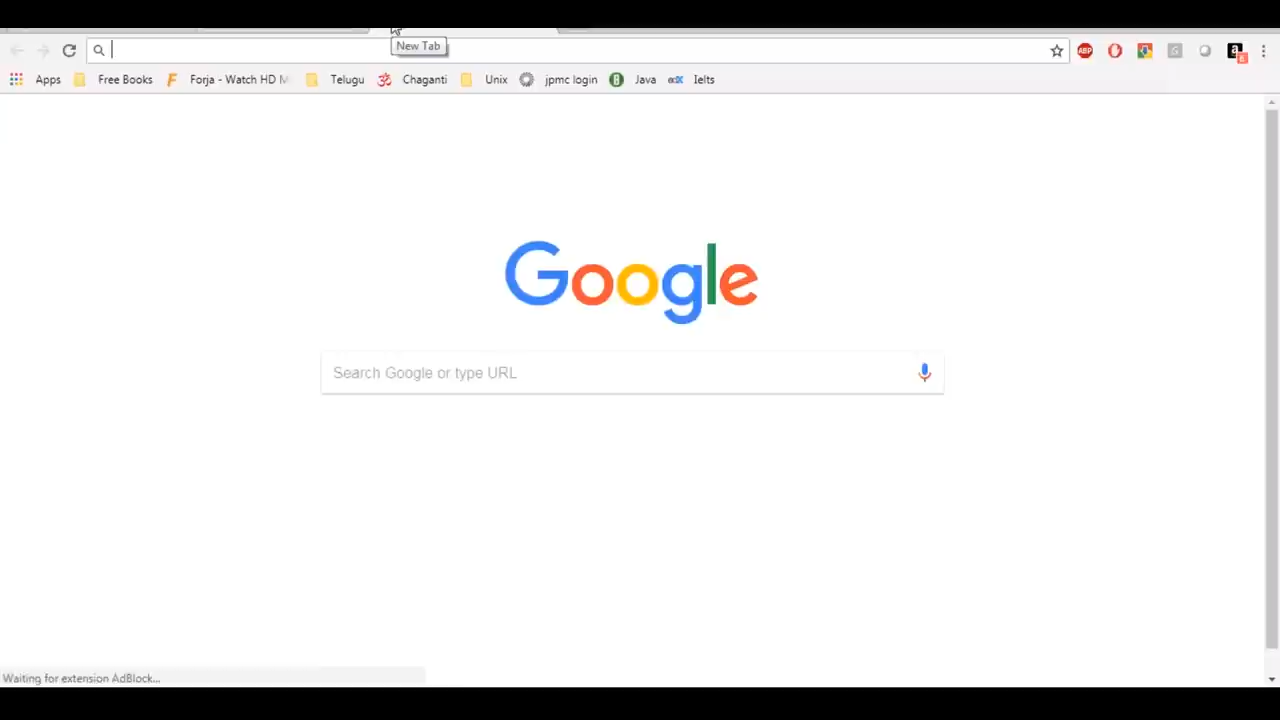 New Tab
Apps Free Books Forja - Watch HD M Telugu Chaganti Unix jpmc login Java Ielts
Google
Search Google or type URL
Waiting for extension AdBlock...